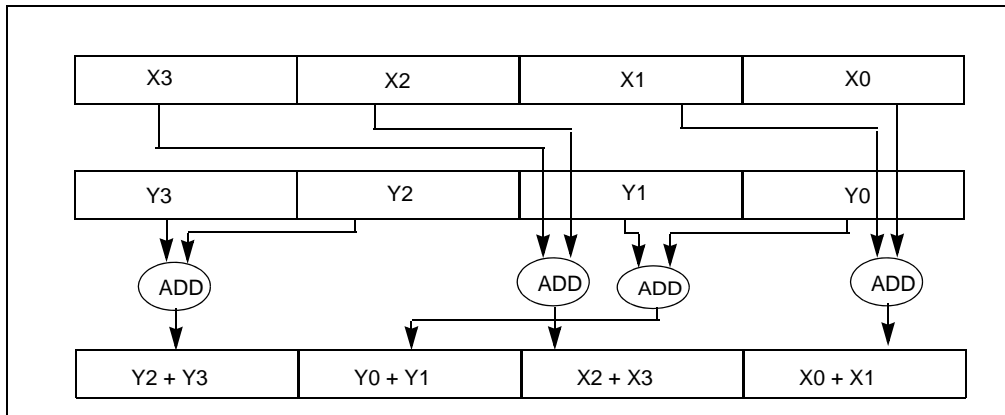 X3 X2 X1 X0
Y3 Y2 Y1 Y0
ADD ADD ADD ADD
Y2 + Y3 Y0 + Y1 X2 + X3 X0 + X1